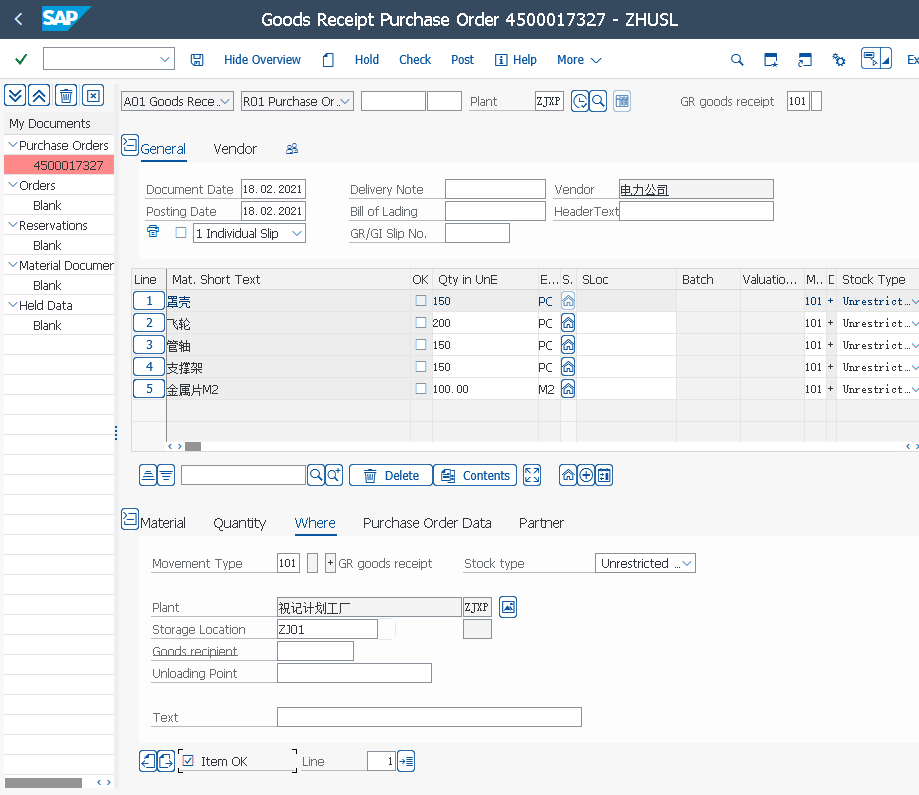 SAP Goods Receipt Purchase Order 4500017327 - ZHUSL
Hide Overview Hold Check Post Help More Ex
A01 Goods Rece.. R01 Purchase Or.. Plant ZJXP GR goods receipt 101
My Documents
Purchase Orders
4500017327
Orders
Blank
Reservations
Blank
Material Documen
Blank
Held Data
Blank
General Vendor
Document Date 18.02.2021 Delivery Note Vendor 电力公司
Posting Date 18.02.2021 Bill of Lading HeaderText
1 Individual Slip GR/GI Slip No.
Line Mat. Short Text OK Qty in UnE E... S. SLoc Batch Valuatio... M.. D Stock Type
1 罩壳 150 PC 101 + Unrestrict...
2 飞轮 200 PC 101 + Unrestrict...
3 管轴 150 PC 101 + Unrestrict...
4 支撑架 150 PC 101 + Unrestrict...
5 金属片M2 100.00 M2 101 + Unrestrict...
Delete Contents
Material Quantity Where Purchase Order Data Partner
Movement Type 101 + GR goods receipt Stock type Unrestricted ...
Plant 祝记计划工厂 ZJXP
Storage Location ZJ01
Goods recipient
Unloading Point
Text
Item OK Line 1